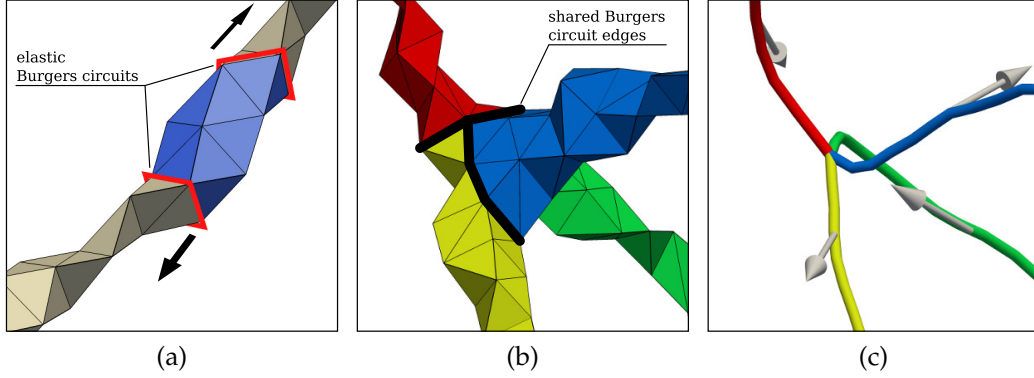 elastic
Burgers circuits
shared Burgers
circuit edges
(a)
(b)
(c)